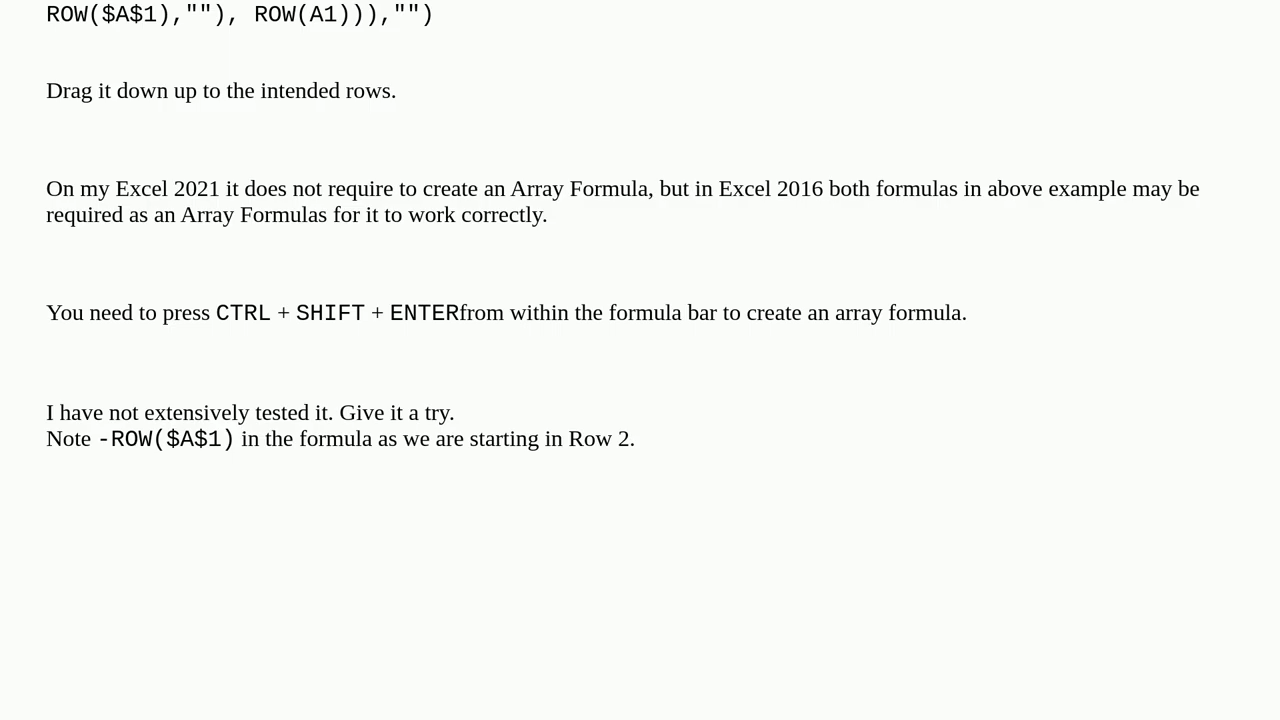 ROW($A$1),""), ROW(A1))),"")
Drag it down up to the intended rows.
On my Excel 2021 it does not require to create an Array Formula, but in Excel 2016 both formulas in above example may be
required as an Array Formulas for it to work correctly.
You need to press CTRL + SHIFT + ENTERfrom within the formula bar to create an array formula.
I have not extensively tested it. Give it a try.
Note -ROW($A$1) in the formula as we are starting in Row 2.